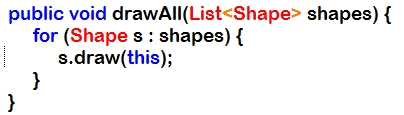 public void drawAll(List<Shape> shapes) {
for (Shape s : shapes) {
s.draw(this);
}
}